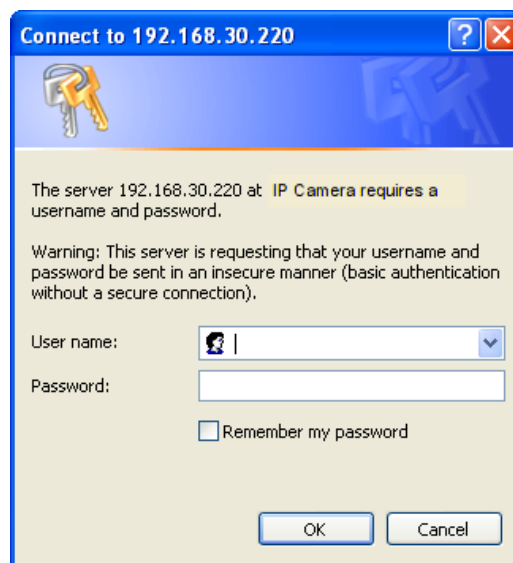 Connect to 192.168.30.220
The server 192.168.30.220 at IP Camera requires a
username and password.
Warning: This server is requesting that your username and
password be sent in an insecure manner (basic authentication
without a secure connection).
User name:
Password:
Remember my password
OK
Cancel